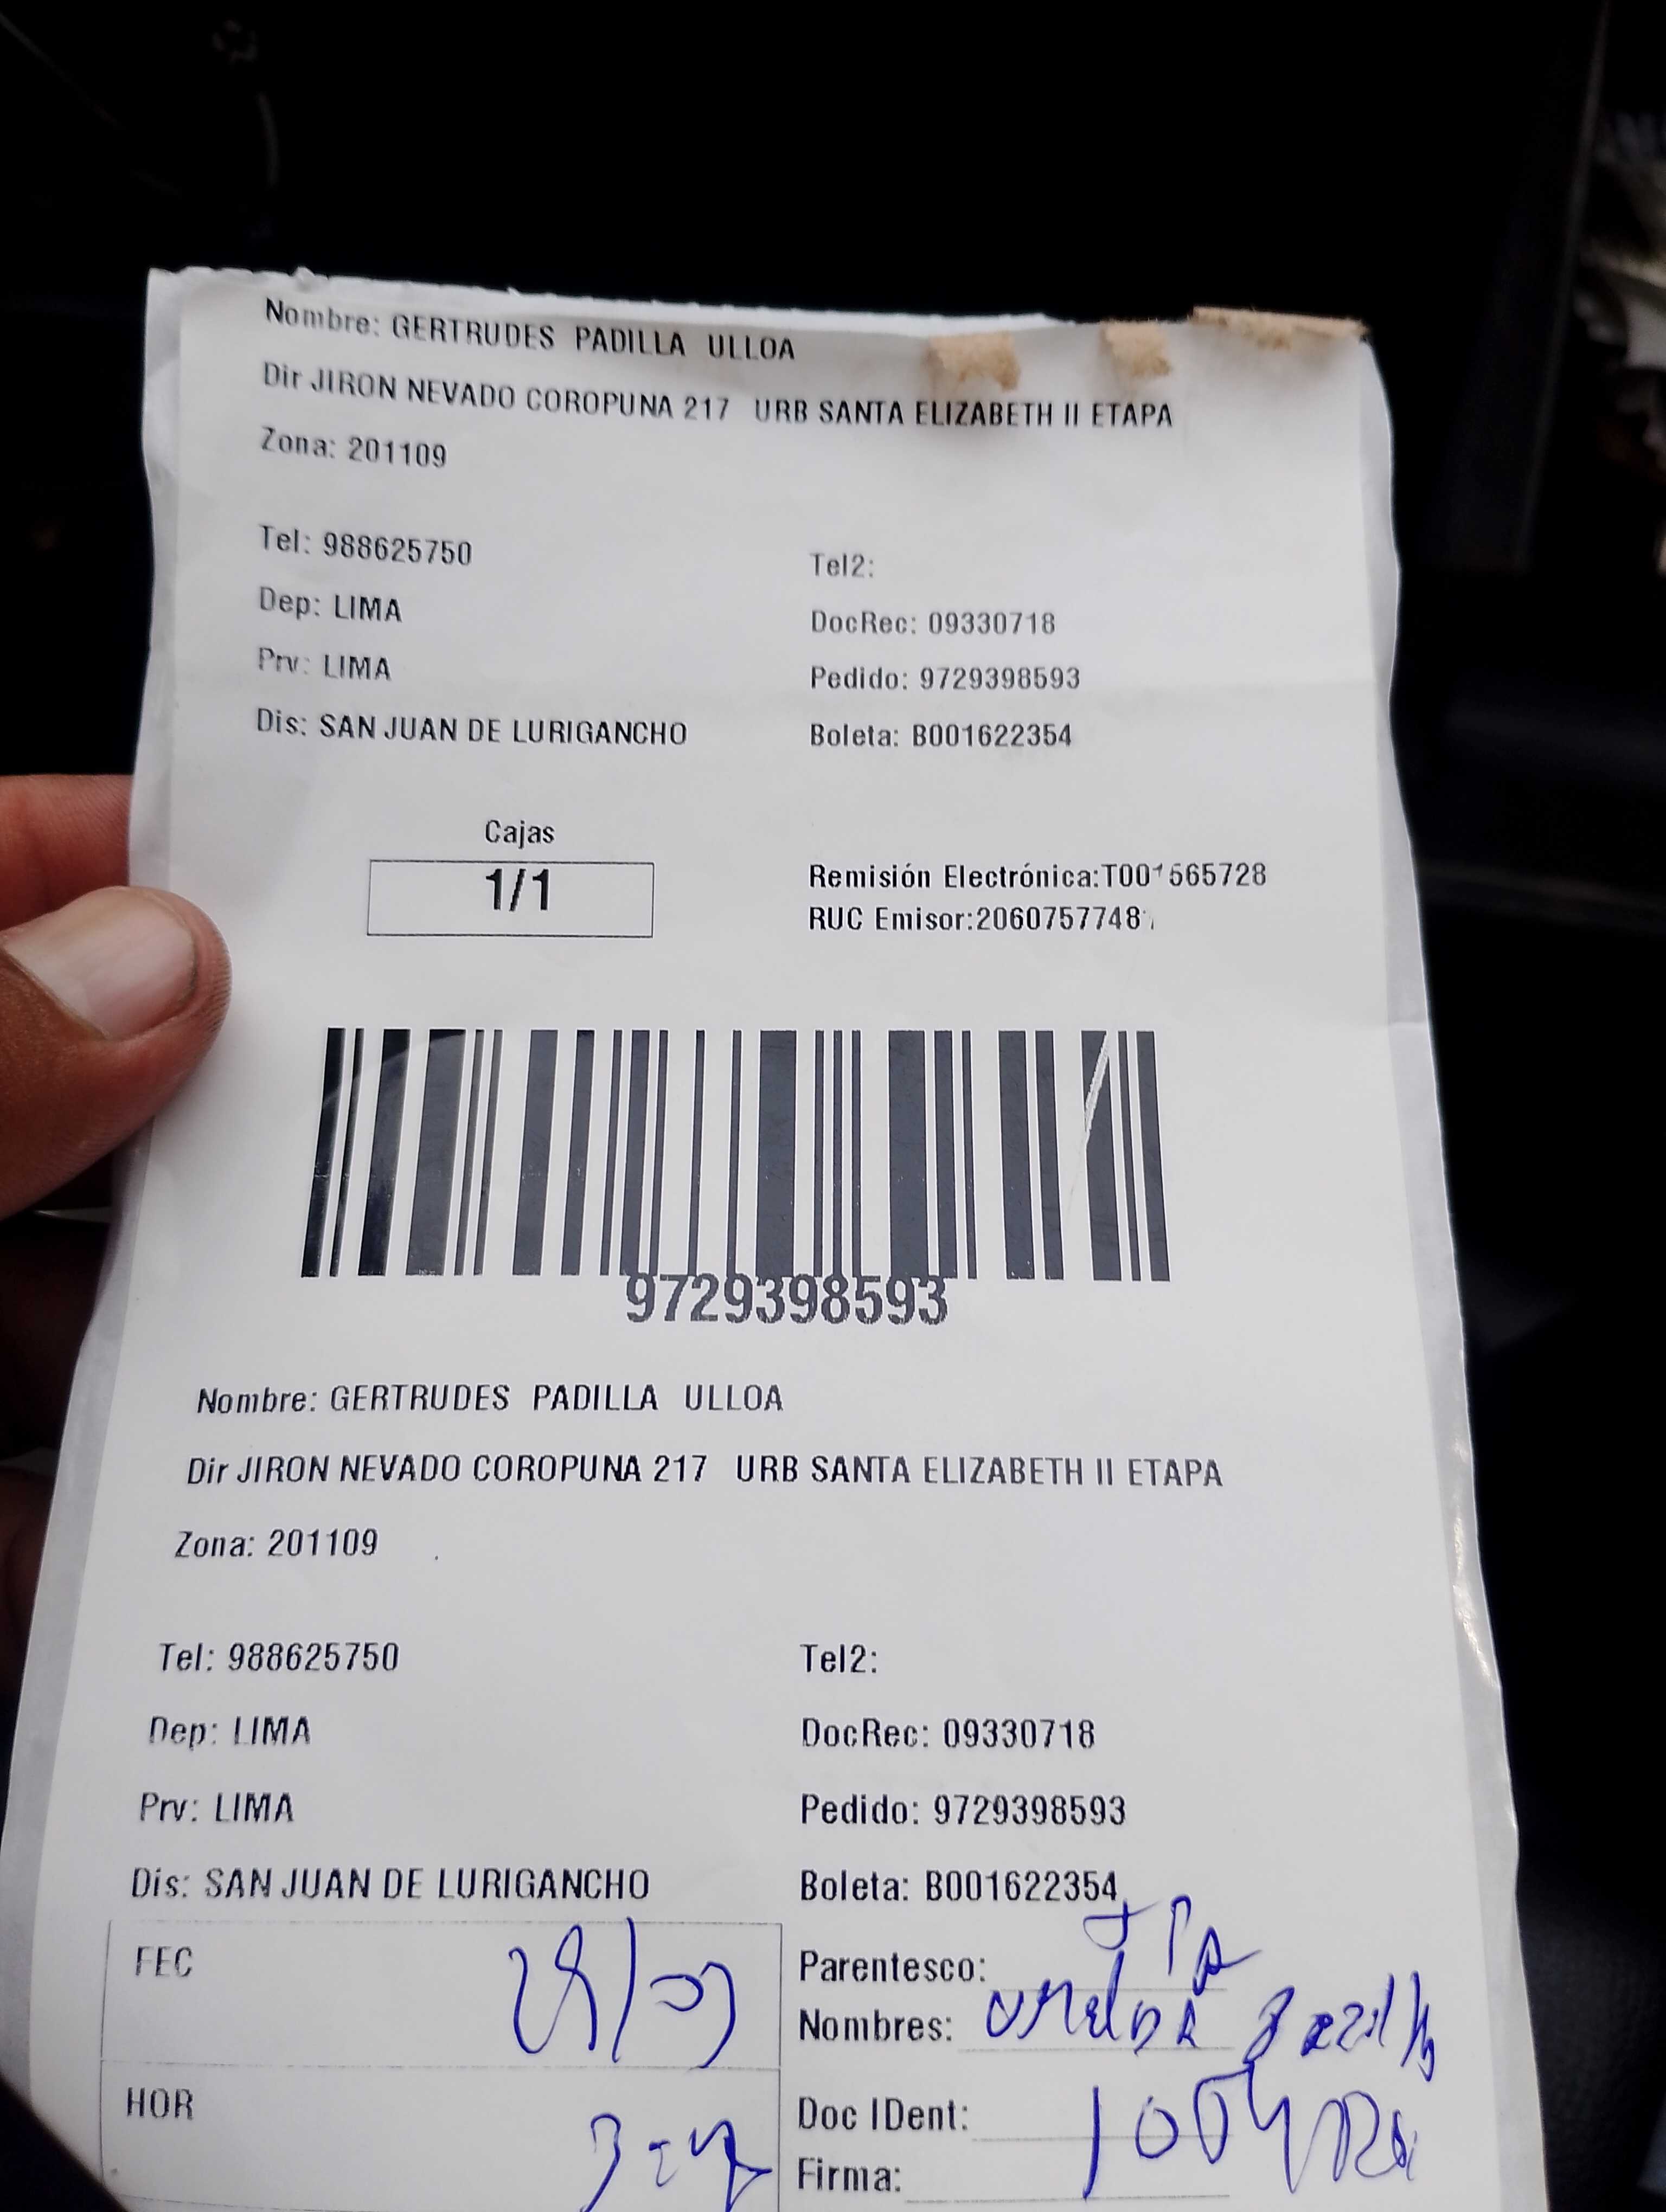 Nombre: GERTRUDES PADILLA ULLOA
Dir JIRON NEVADO COROPUNA 217 URB SANTA ELIZABETH II ETAPA
Zona: 201109
Tel: 988625750 Tel2:
Dep: LIMA DocRec: 09330718
Prv: LIMA Pedido: 9729398593
Dis: SAN JUAN DE LURIGANCHO Boleta: B001622354
Cajas
1/1
Remisión Electrónica:T001565728
RUC Emisor:
9729398593
Nombre: GERTRUDES PADILLA ULLOA
Dir JIRON NEVADO COROPUNA 217 URB SANTA ELIZABETH II ETAPA
Zona: 201109
Tel: 988625750 Tel2:
Dep: LIMA DocRec: 09330718
Prv: LIMA Pedido: 9729398593
Dis: SAN JUAN DE LURIGANCHO Boleta: B001622354
FEC Parentesco:
Nombres:
HOR Doc IDent:
Firma: